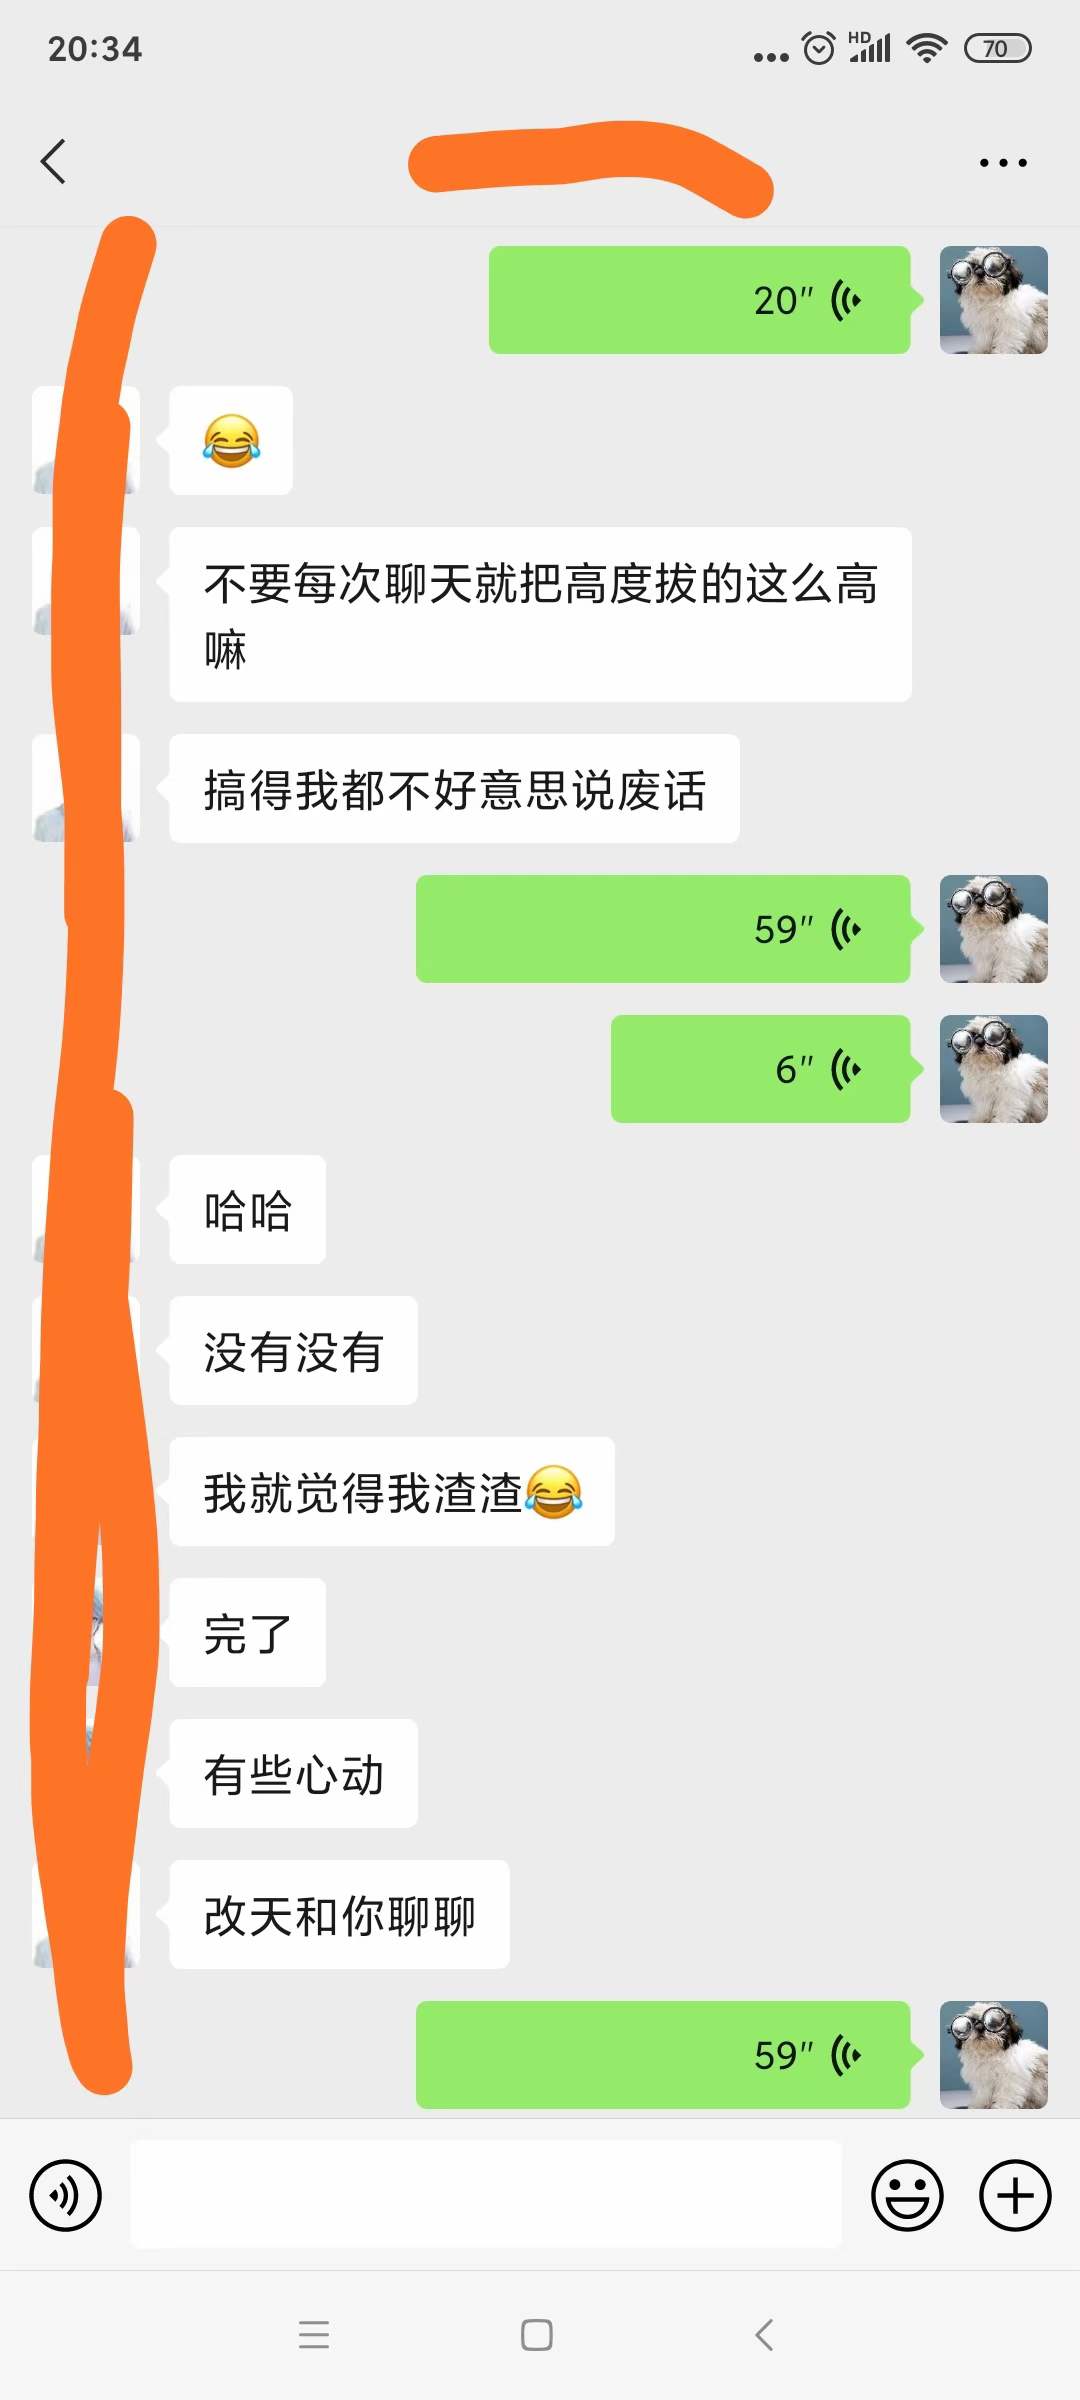 20:34
HD
70
20"
😂
不要每次聊天就把高度拔的这么高
嘛
搞得我都不好意思说废话
59"
6"
哈哈
没有没有
我就觉得我渣渣😂
完了
有些心动
改天和你聊聊
59"